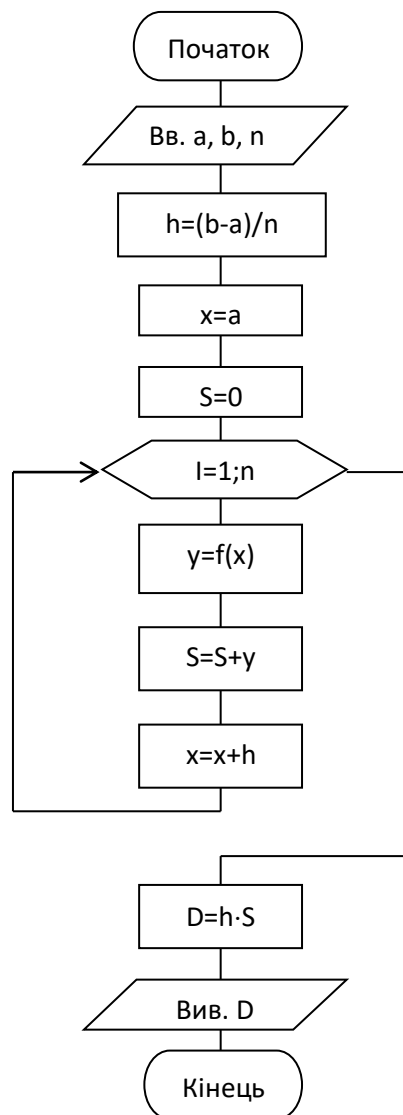 Початок
Вв. a, b, n
h=(b-a)/n
x=a
S=0
I=1;n
y=f(x)
S=S+y
x=x+h
D=h·S
Вив. D
Кінець